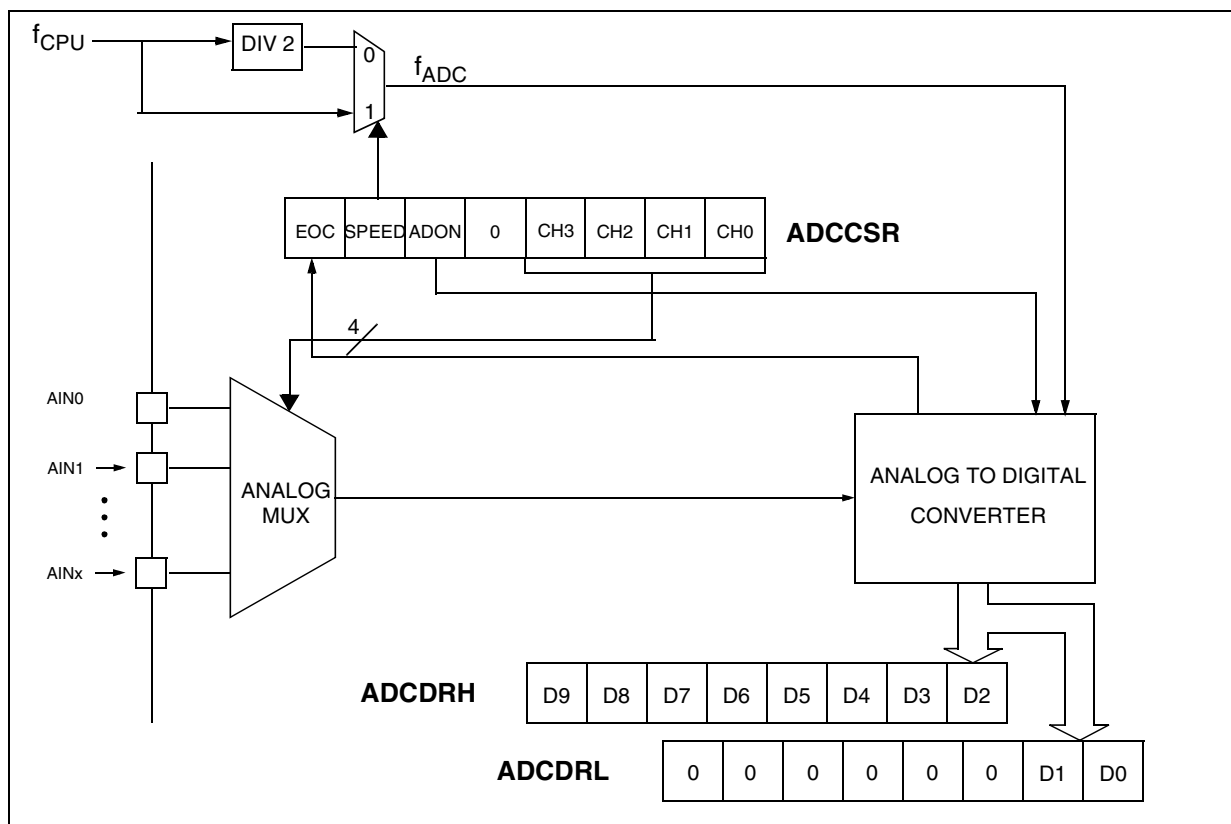 fCPU
DIV 2
0
1
fADC
EOC SPEED ADON 0 CH3 CH2 CH1 CH0
ADCCSR
4
AIN0
AIN1
AINx
ANALOG
MUX
ANALOG TO DIGITAL
CONVERTER
ADCDRH
D9 D8 D7 D6 D5 D4 D3 D2
ADCDRL
0 0 0 0 0 0 D1 D0